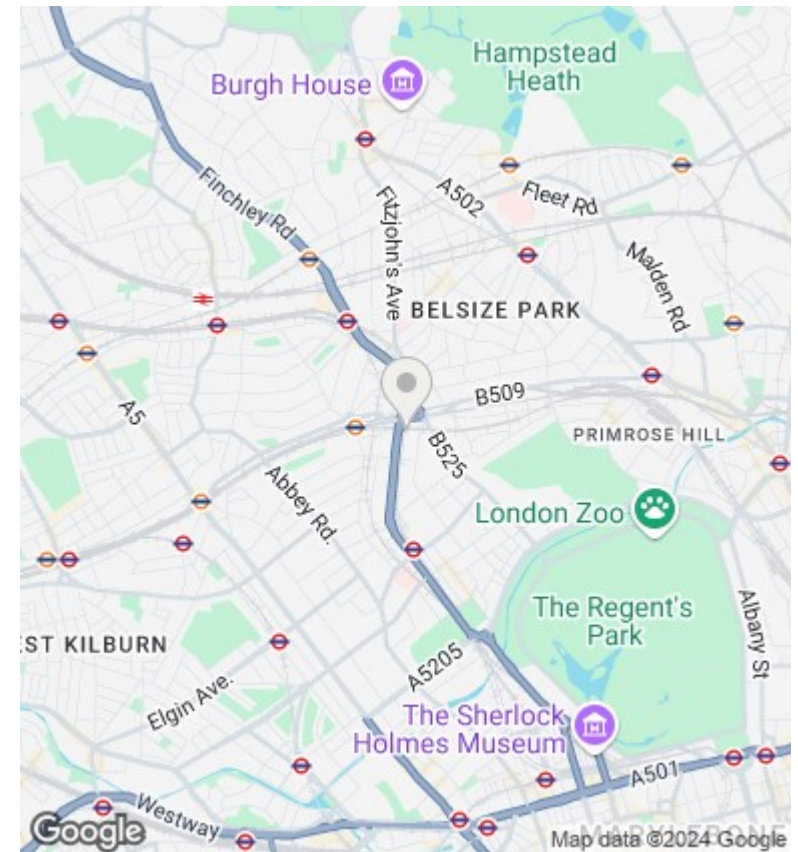 Hampstead
Heath
Burgh House
A502
Fleet Rd
Finchley Rd
Fitzjohn's Ave
Malden Rd
BELSIZE PARK
B509
A5
B525
PRIMROSE HILL
Abbey Rd.
London Zoo
The Regent's
Park
Albany St
EST KILBURN
A5205
Elgin Ave.
The Sherlock
Holmes Museum
A501
Westway
MARYLEBONE
Google
Map data ©2024 Google